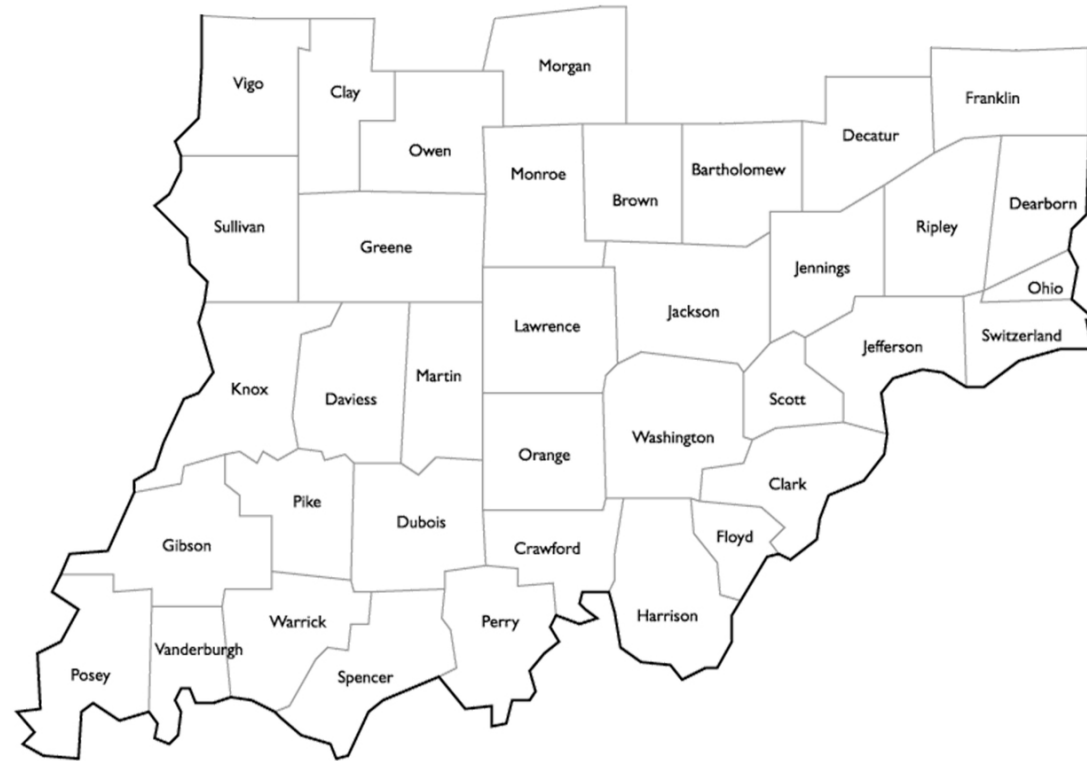 Morgan
Vigo
Clay
Franklin
Decatur
Owen
Bartholomew
Monroe
Brown
Dearborn
Sullivan
Ripley
Greene
Jennings
Ohio
Jackson
Lawrence
Switzerland
Jefferson
Martin
Knox
Daviess
Scott
Washington
Orange
Clark
Pike
Dubois
Floyd
Gibson
Crawford
Harrison
Warrick
Perry
Vanderburgh
Posey
Spencer